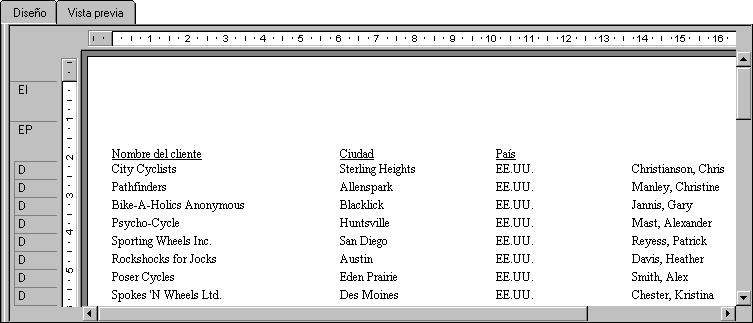 Diseño Vista previa
1 2 3 4 5 6 7 8 9 10 11 12 13 14 15 16
EI
EP
1
2
Nombre del cliente Ciudad País
D City Cyclists Sterling Heights EE.UU. Christianson, Chris
D Pathfinders Allenspark EE.UU. Manley, Christine
3
D Bike-A-Holics Anonymous Blacklick EE.UU. Jannis, Gary
D Psycho-Cycle Huntsville EE.UU. Mast, Alexander
4
D Sporting Wheels Inc. San Diego EE.UU. Reyess, Patrick
D Rockshocks for Jocks Austin EE.UU. Davis, Heather
5
D Poser Cycles Eden Prairie EE.UU. Smith, Alex
D Spokes 'N Wheels Ltd. Des Moines EE.UU. Chester, Kristina